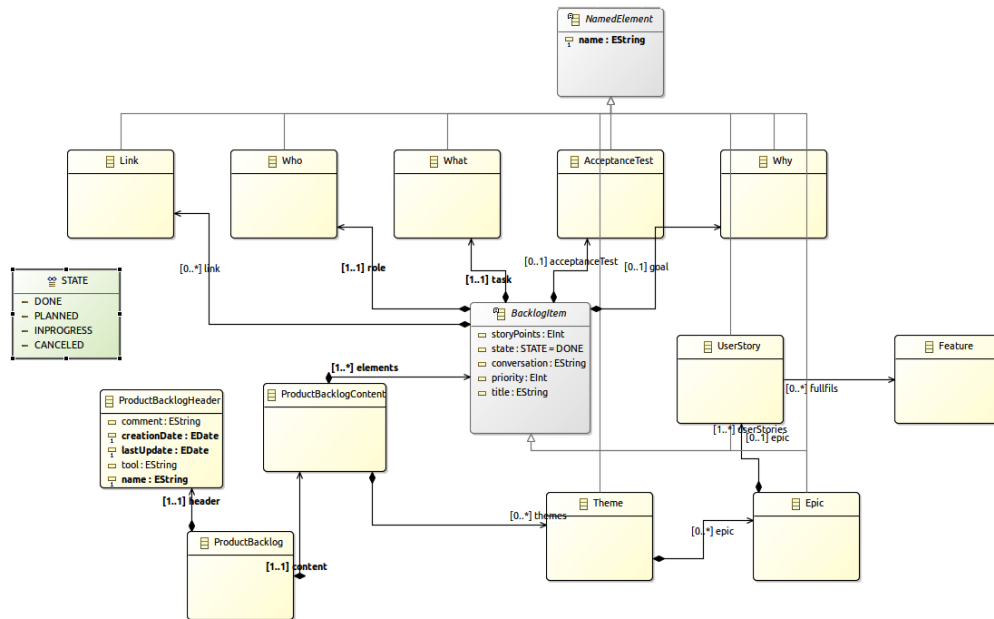 NamedElement
name : EString
Link
Who
What
AcceptanceTest
Why
[0..*] link
[1..1] role
[1..1] task
[0..1] acceptanceTest
[0..1] goal
STATE
DONE
PLANNED
INPROGRESS
CANCELED
BacklogItem
storyPoints : EInt
state : STATE = DONE
conversation : EString
priority : EInt
title : EString
UserStory
Feature
[0..*] fullfils
[1..*] elements
ProductBacklogContent
ProductBacklogHeader
comment : EString
creationDate : EDate
lastUpdate : EDate
tool : EString
name : EString
[1..*] userStories
[0..1] epic
[1..1] header
[0..*] themes
Theme
Epic
[0..*] epic
ProductBacklog
[1..1] content